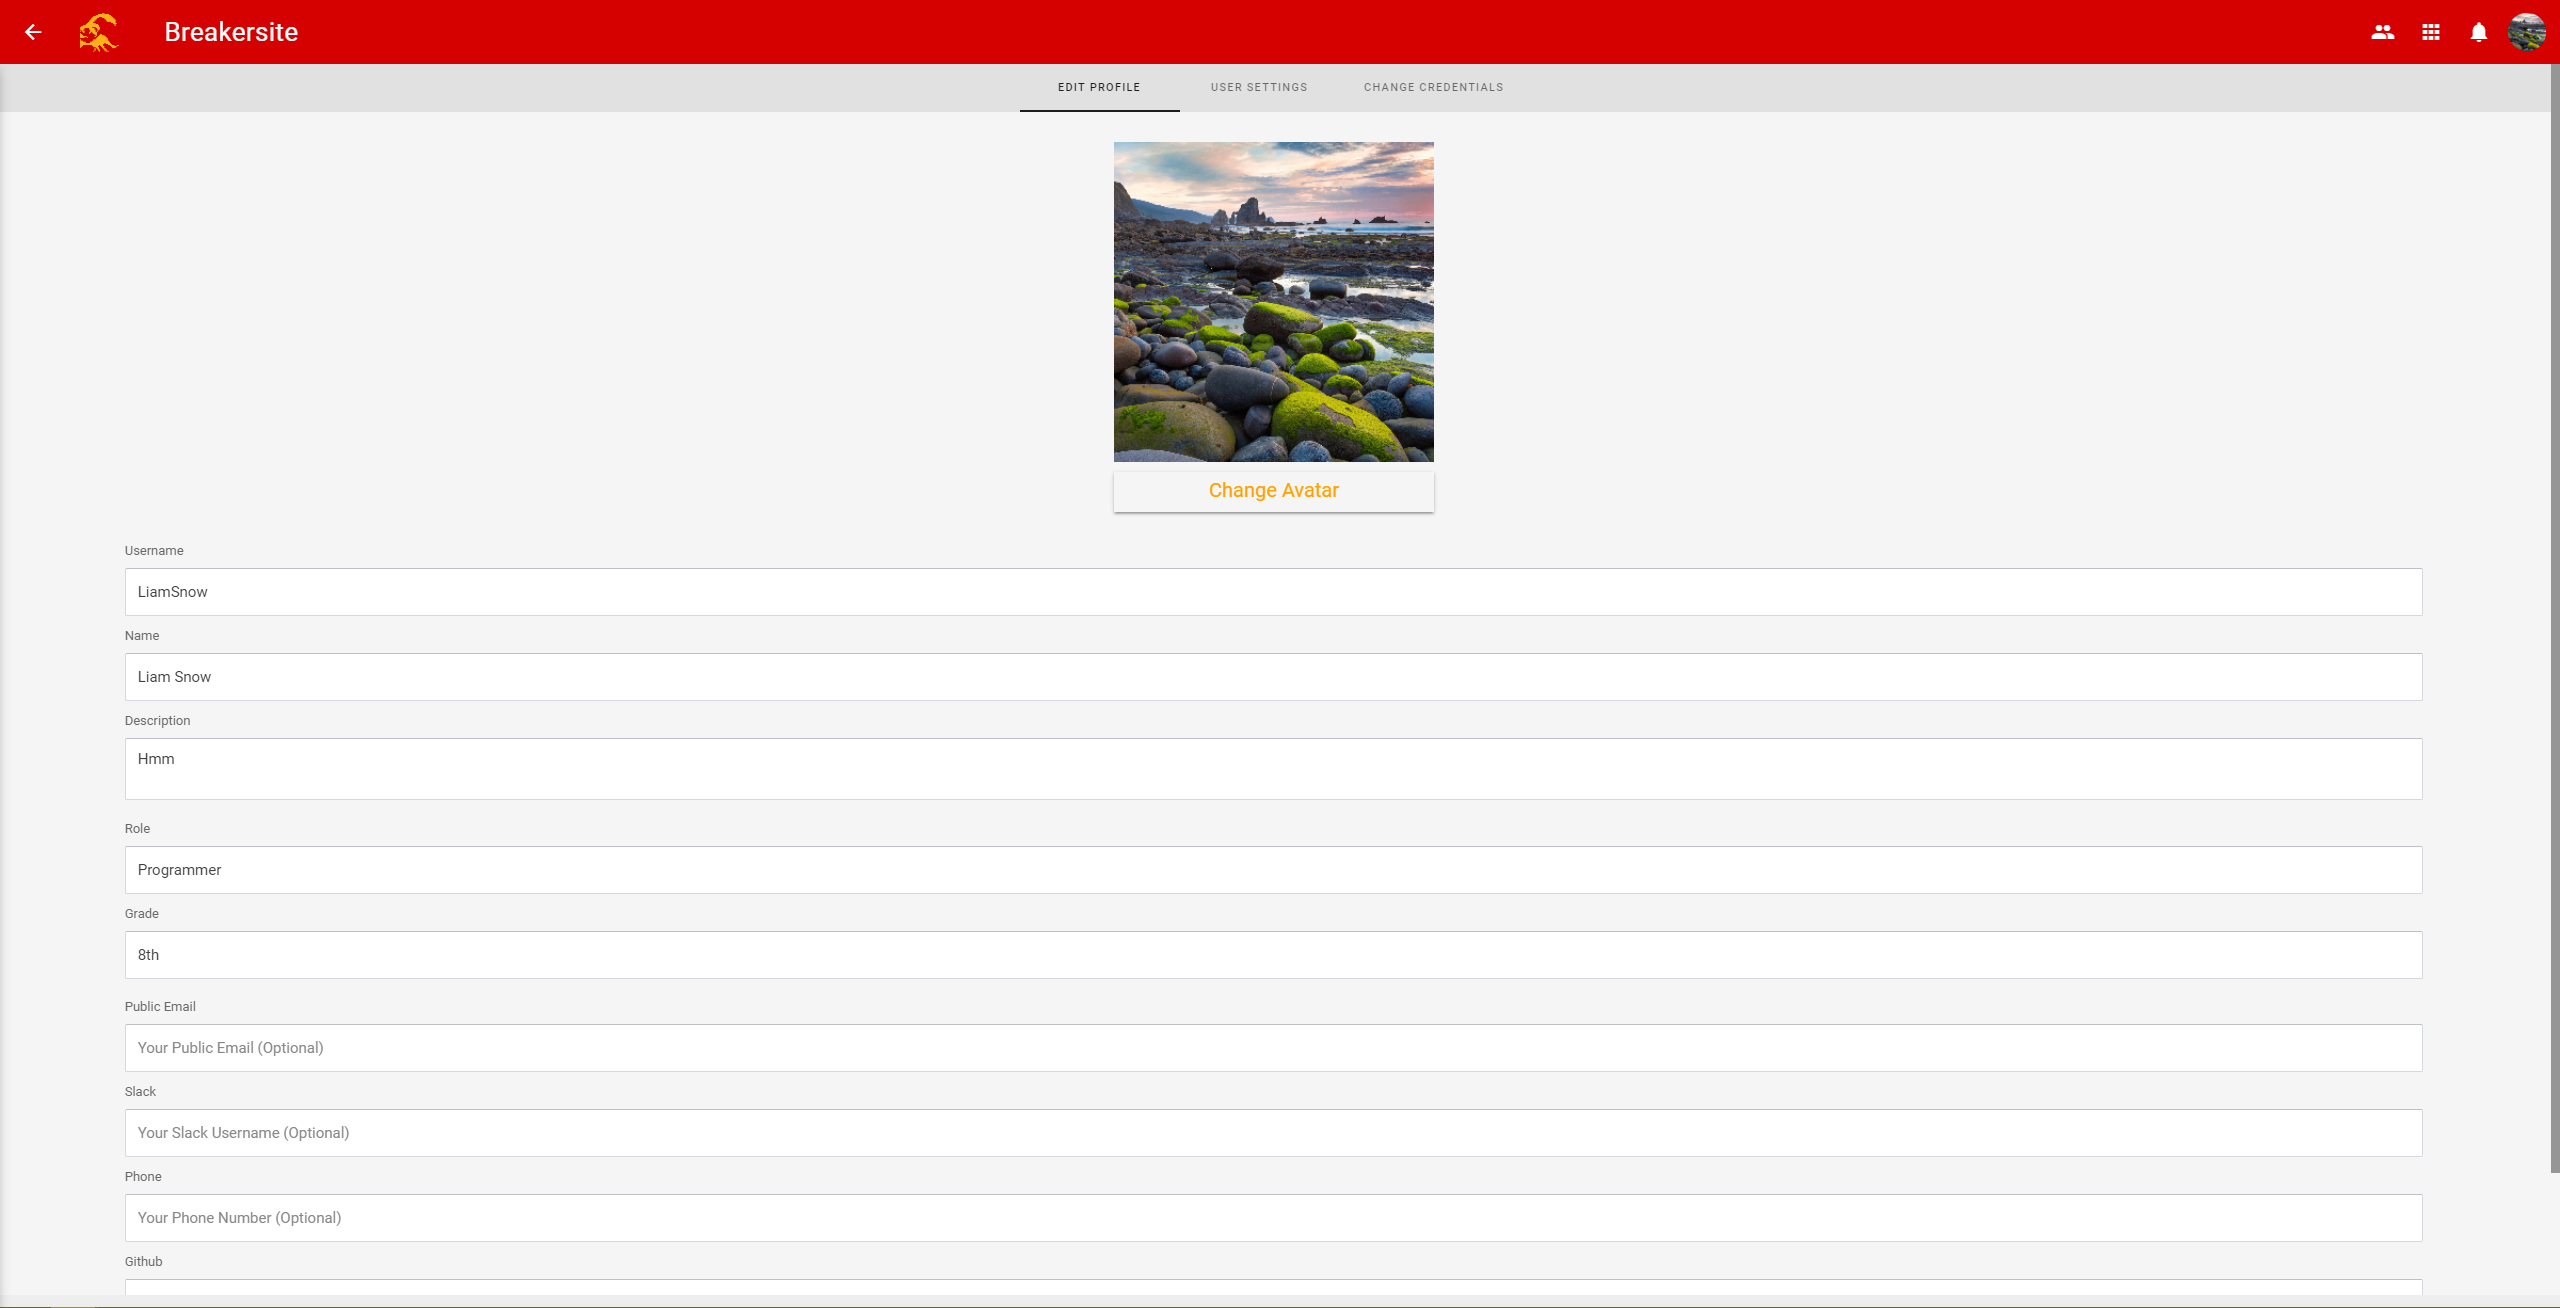 Breakersite
EDIT PROFILE
USER SETTINGS
CHANGE CREDENTIALS
Change Avatar
Username
LiamSnow
Name
Liam Snow
Description
Hmm
Role
Programmer
Grade
8th
Public Email
Your Public Email (Optional)
Slack
Your Slack Username (Optional)
Phone
Your Phone Number (Optional)
Github